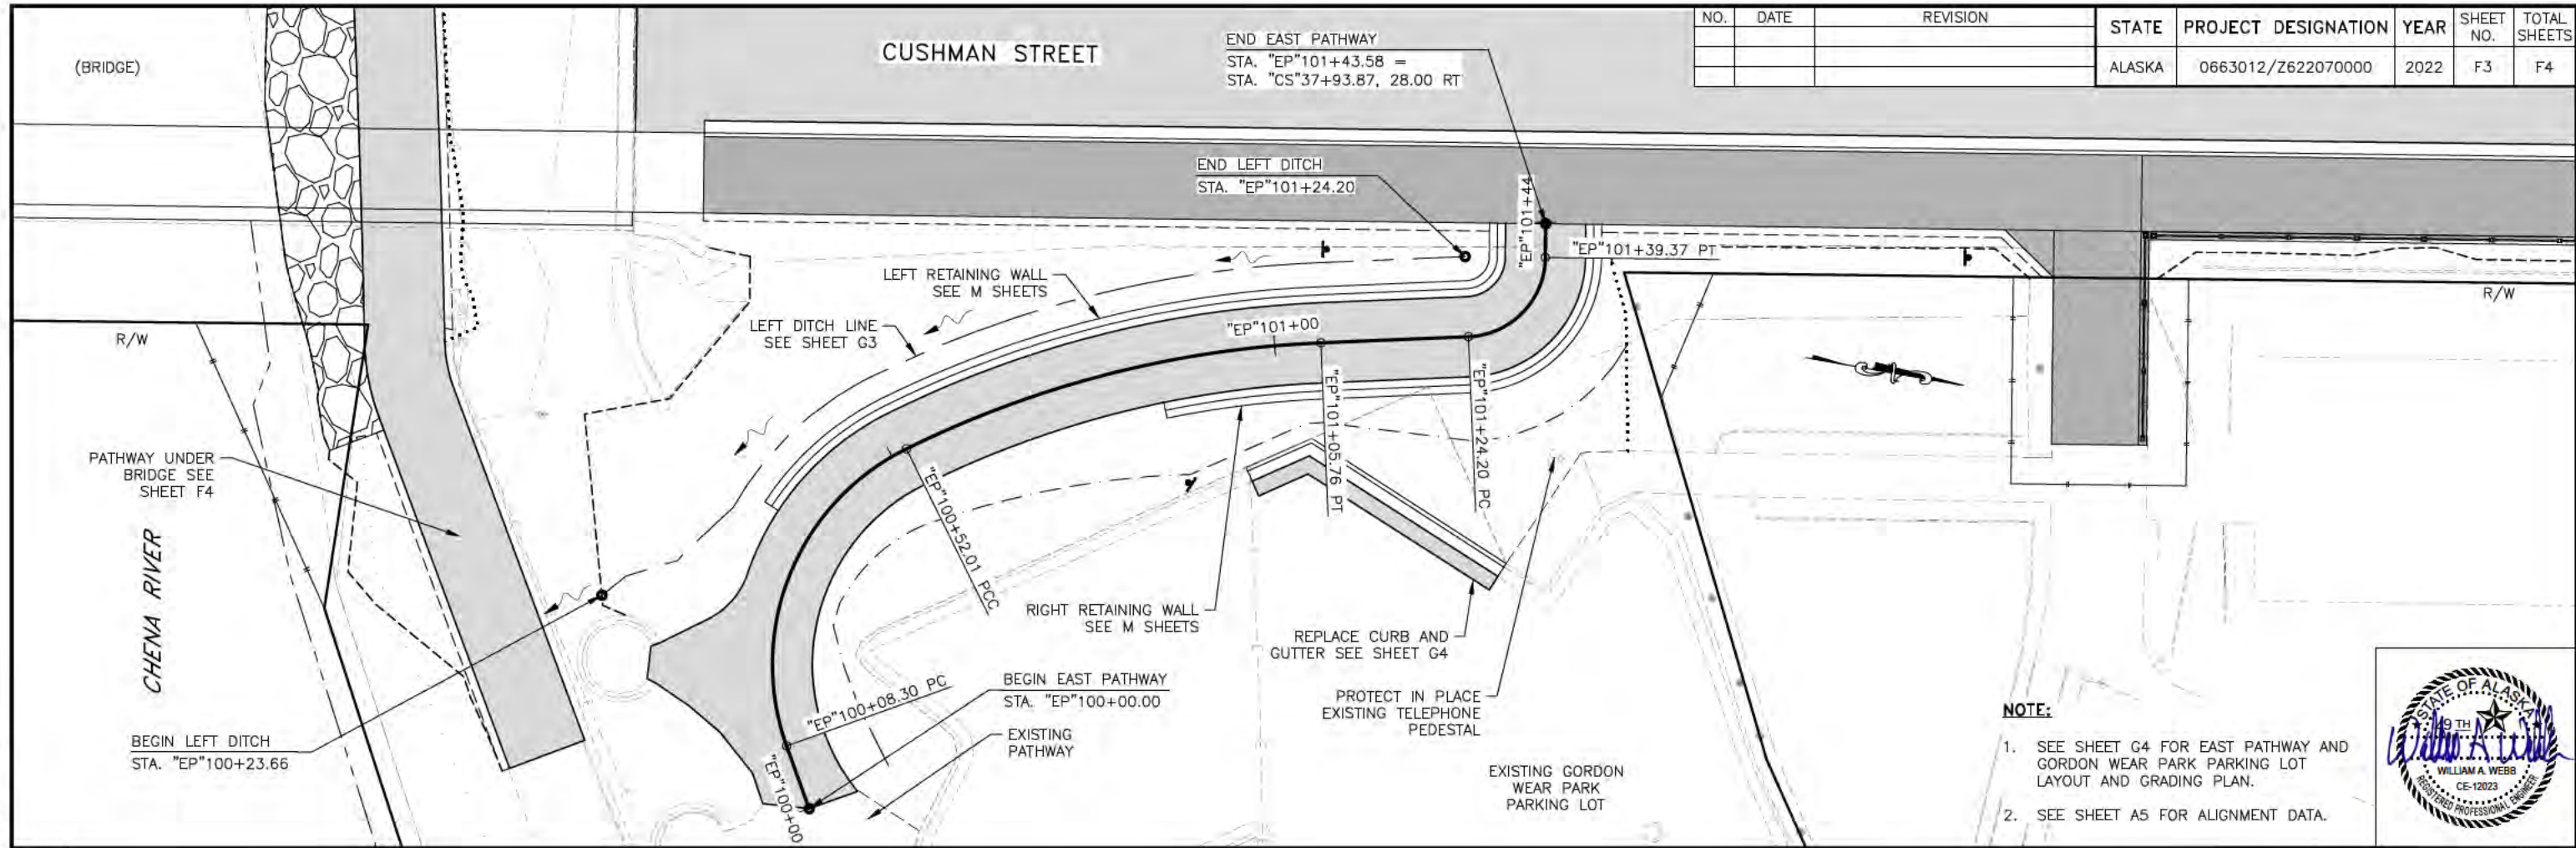 NO. DATE REVISION
STATE PROJECT DESIGNATION YEAR SHEET NO. TOTAL SHEETS
ALASKA 0663012/Z622070000 2022 F3 F4
(BRIDGE)
CUSHMAN STREET
END EAST PATHWAY
STA. "EP"101+43.58 =
STA. "CS"37+93.87, 28.00 RT
END LEFT DITCH
STA. "EP"101+24.20
"EP"101+44
"EP"101+39.37 PT
LEFT RETAINING WALL
SEE M SHEETS
LEFT DITCH LINE
SEE SHEET G3
"EP"101+00
R/W
R/W
"EP"101+05.76 PT
"EP"101+24.20 PC
"EP"100+52.01 PCC
PATHWAY UNDER
BRIDGE SEE
SHEET F4
CHENA RIVER
RIGHT RETAINING WALL
SEE M SHEETS
REPLACE CURB AND
GUTTER SEE SHEET G4
BEGIN EAST PATHWAY
STA. "EP"100+00.00
"EP"100+08.30 PC
EXISTING
PATHWAY
PROTECT IN PLACE
EXISTING TELEPHONE
PEDESTAL
BEGIN LEFT DITCH
STA. "EP"100+23.66
"EP"100+00
EXISTING GORDON
WEAR PARK
PARKING LOT
NOTE:
1. SEE SHEET G4 FOR EAST PATHWAY AND
GORDON WEAR PARK PARKING LOT
LAYOUT AND GRADING PLAN.
2. SEE SHEET A5 FOR ALIGNMENT DATA.
STATE OF ALASKA
49 TH
William A. Webb
WILLIAM A. WEBB
CE-12023
REGISTERED PROFESSIONAL ENGINEER